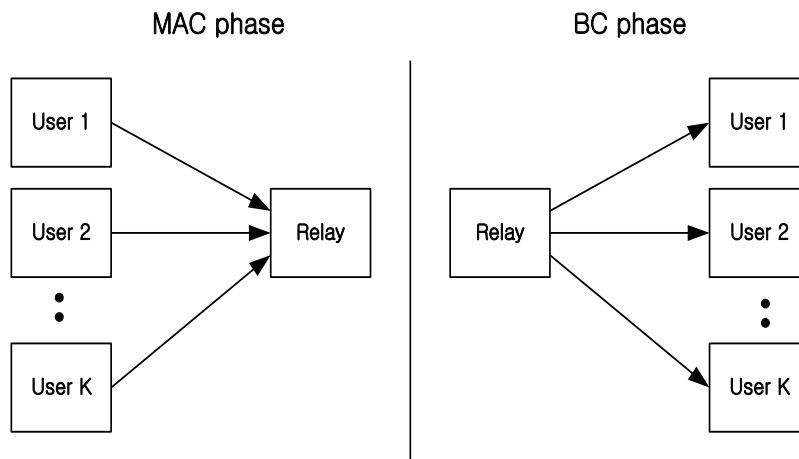 MAC phase
User 1
User 2
User K
Relay
BC phase
Relay
User 1
User 2
User K